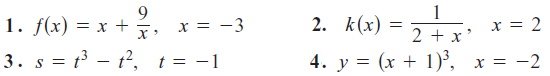 1. f(x) = x + 9/x, x = -3
2. k(x) = 1/(2 + x), x = 2
3. s = t³ - t², t = -1
4. y = (x + 1)³, x = -2